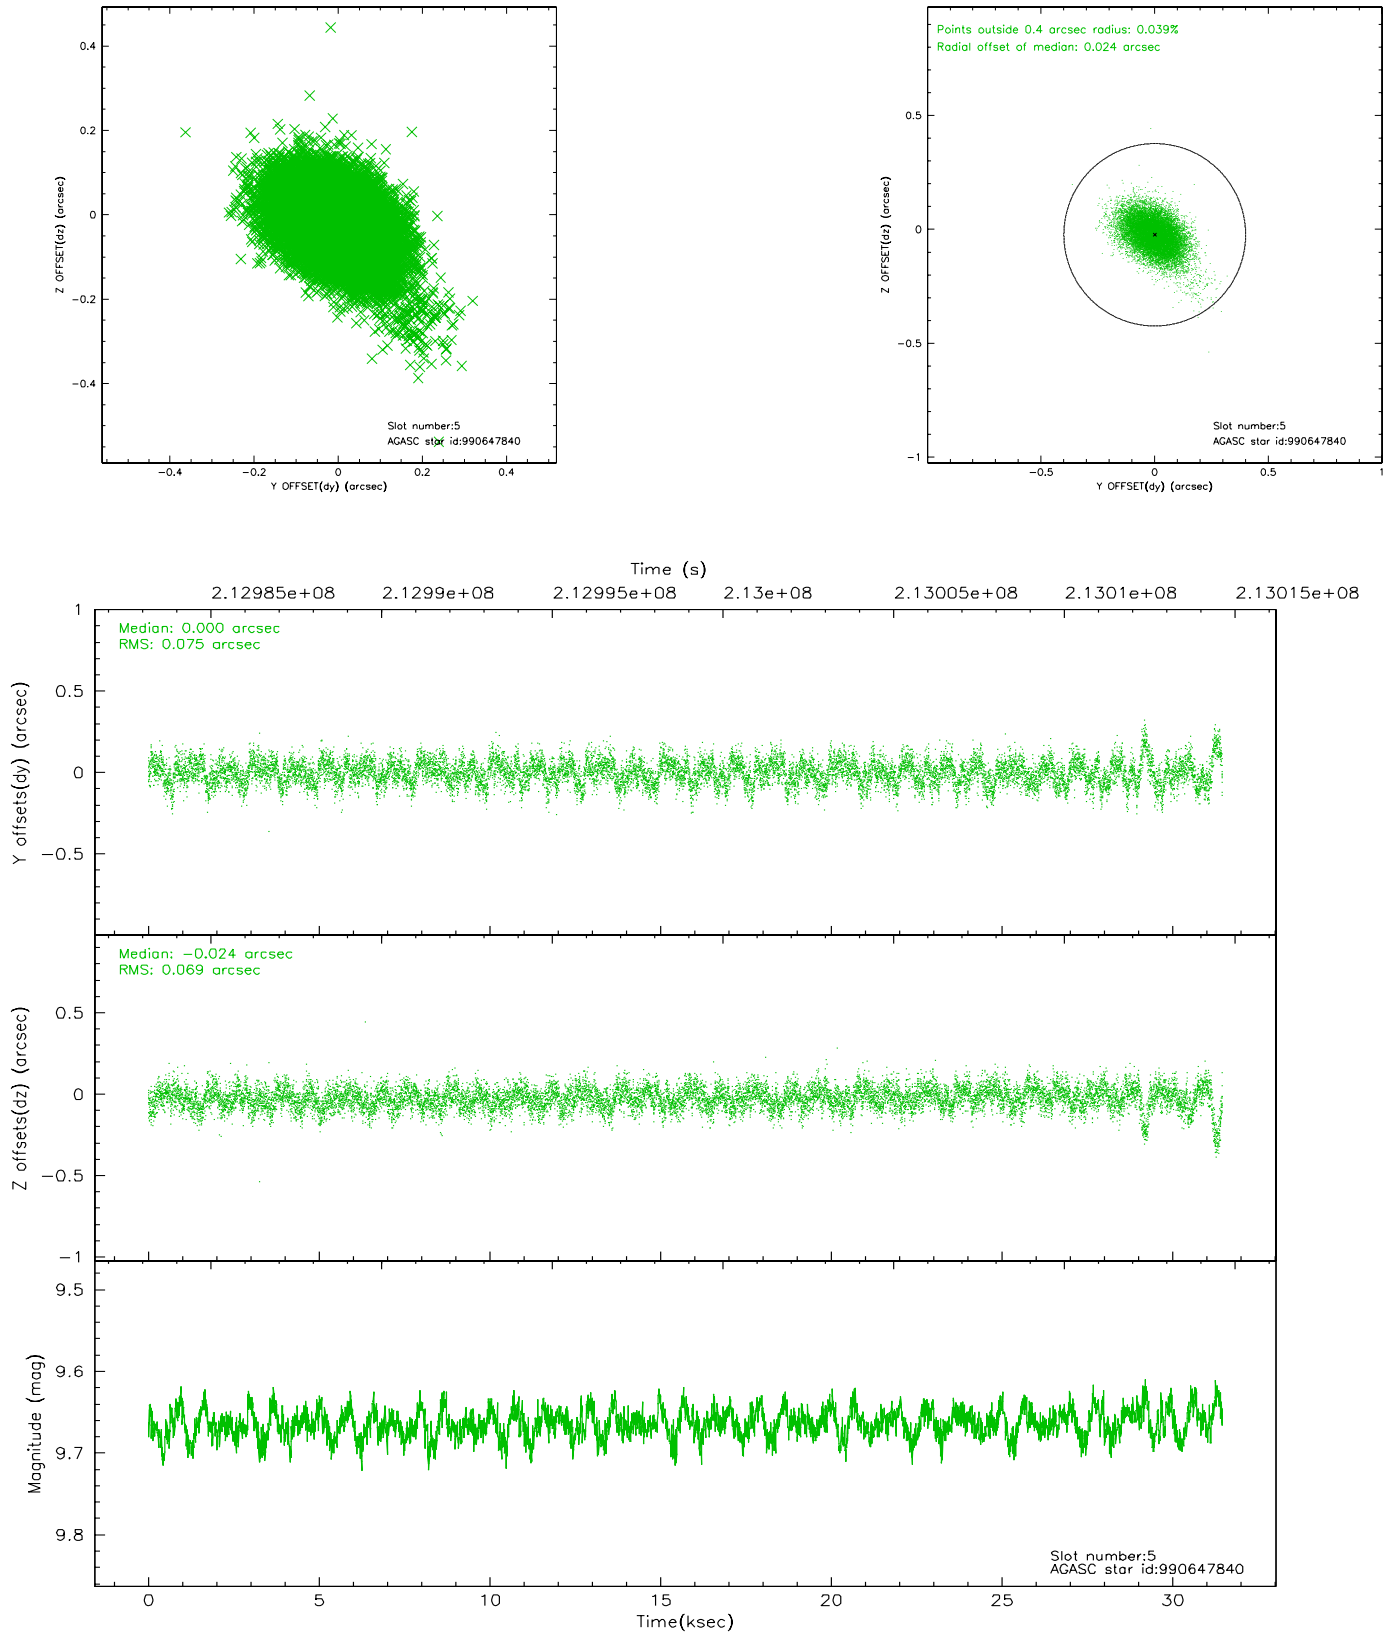 0.4
0.2
0
−0.2
−0.4
Z OFFSET(dz) (arcsec)
Slot number:5
AGASC star id:990647840
−0.4
−0.2
0
0.2
0.4
Y OFFSET(dy) (arcsec)
Points outside 0.4 arcsec radius: 0.039%
Radial offset of median: 0.024 arcsec
0.5
0
−0.5
−1
Z OFFSET(dz) (arcsec)
Slot number:5
AGASC star id:990647840
−0.5
0
0.5
1
Y OFFSET(dy) (arcsec)
Time (s)
2.12985e+08
2.1299e+08
2.12995e+08
2.13e+08
2.13005e+08
2.1301e+08
2.13015e+08
1
0.5
0
−0.5
Y offsets(dy) (arcsec)
Median: 0.000 arcsec
RMS: 0.075 arcsec
0.5
0
−0.5
−1
Z offsets(dz) (arcsec)
Median: −0.024 arcsec
RMS: 0.069 arcsec
9.5
9.6
9.7
9.8
Magnitude (mag)
Slot number:5
AGASC star id:990647840
0
5
10
15
20
25
30
Time(ksec)